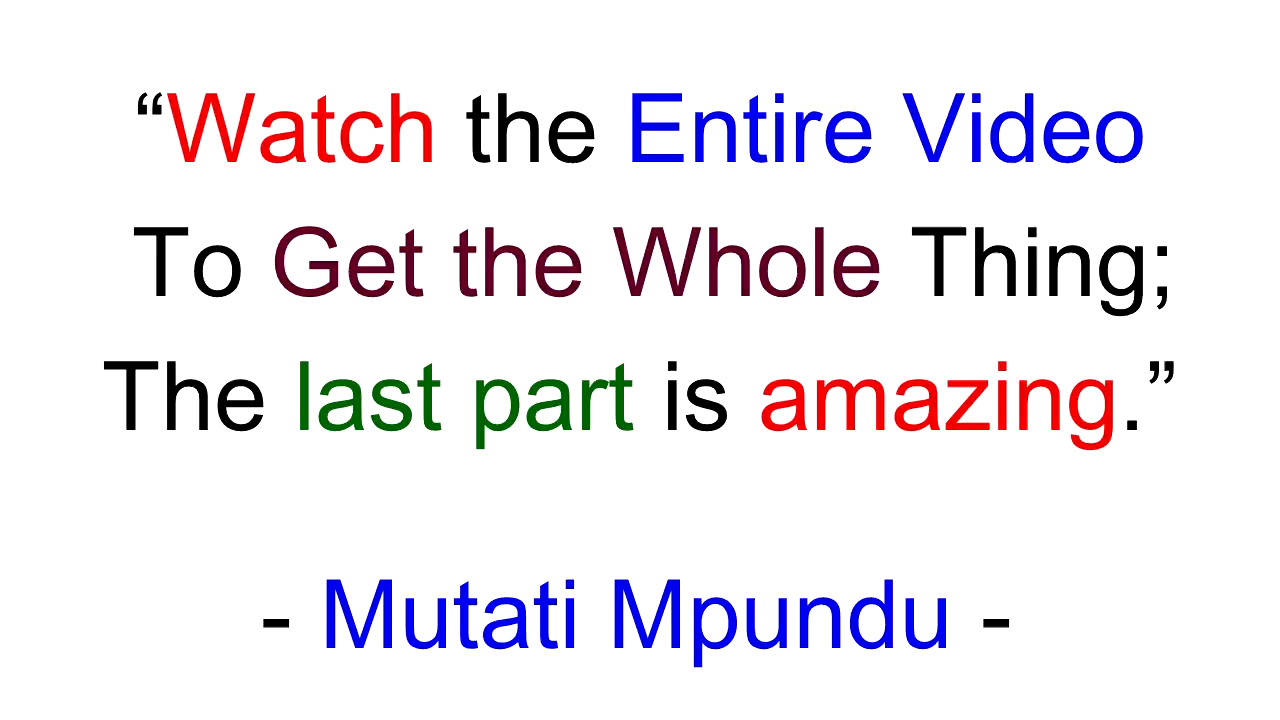 “Watch the Entire Video
To Get the Whole Thing;
The last part is amazing.”
- Mutati Mpundu -